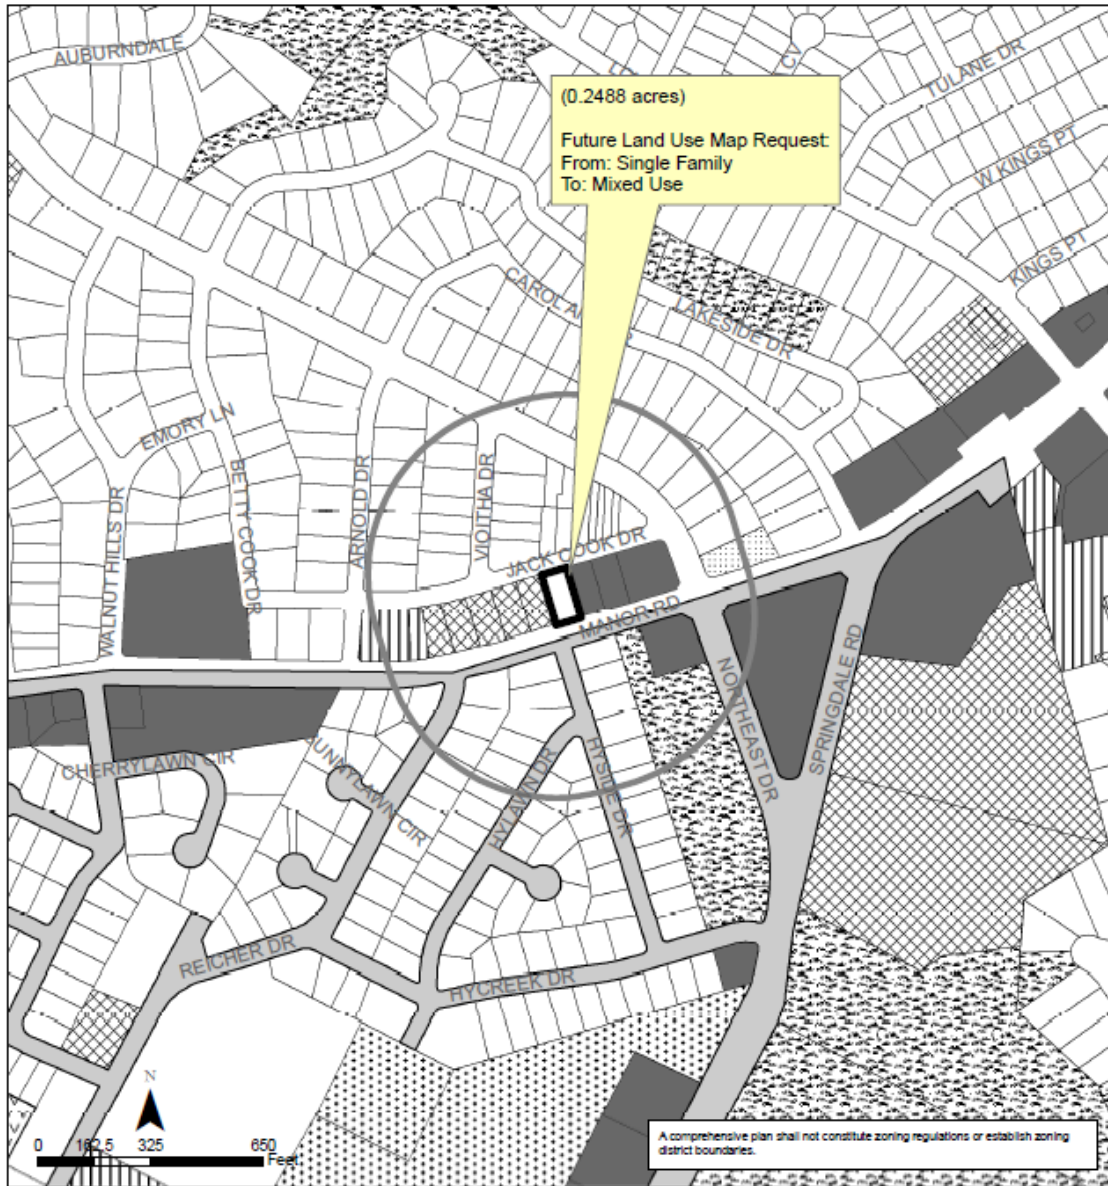 AUBURNDALE
TULANE DR
(0.2488 acres)
Future Land Use Map Request:
From: Single Family
To: Mixed Use
W KINGS PT
KINGS PT
LAKESIDE DR
EMORY LN
BETTY COOK DR
WALNUT HILLS DR
ARNOLD DR
VIOITHA DR
JACK COOK DR
MANOR RD
NORTHEAST DR
SPRINGDALE RD
CHERRYLAWN CIR
SUNNYLAWN CIR
HYLAWN DR
HYSIDE DR
REICHER DR
HYCREEK DR
N
0 162.5 325 650
Feet
A comprehensive plan shall not constitute zoning regulations or establish zoning
district boundaries.